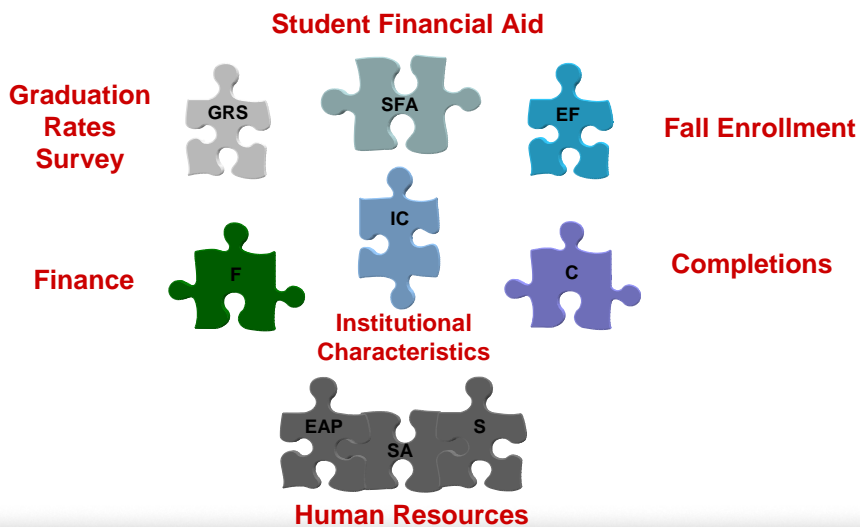 Student Financial Aid
Graduation
Rates
Survey
GRS
SFA
EF
Fall Enrollment
IC
Finance
F
C
Completions
Institutional
Characteristics
EAP
SA
S
Human Resources